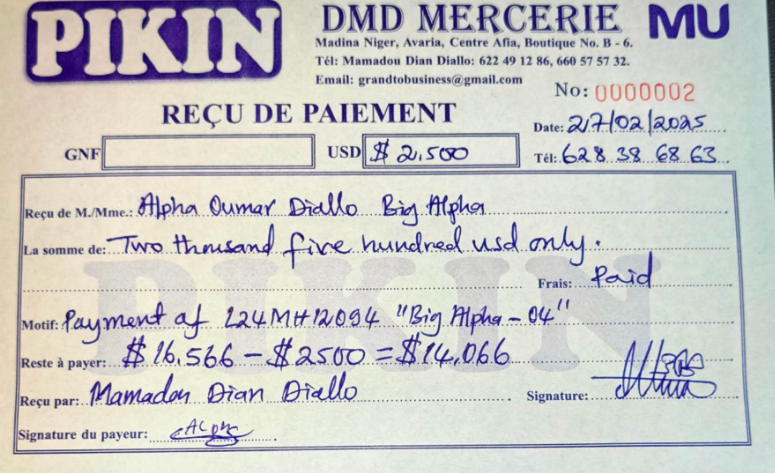 PIKIN
DMD MERCERIE MU
Madina Niger, Avaria, Centre Afia, Boutique No. B - 6.
Tél: Mamadou Dian Diallo: 622 49 12 86, 660 57 57 32.
Email: grandtobusiness@gmail.com
No: 0000002
REÇU DE PAIEMENT
Date: 27/02/2025
GNF USD $ 2.500 Tél: 628 38 68 63
Reçu de M./Mme.: Alpha Oumar Diallo Big Alpha
La somme de: Two thousand five hundred usd only.
Frais: Paid
PIKIN
Motif: Payment of L24MH12094 "Big Alpha - 04"
Reste à payer: $ 16.566 - $ 2500 = $ 14.066
Reçu par: Mamadou Dian Diallo Signature:
Signature du payeur: Alpha